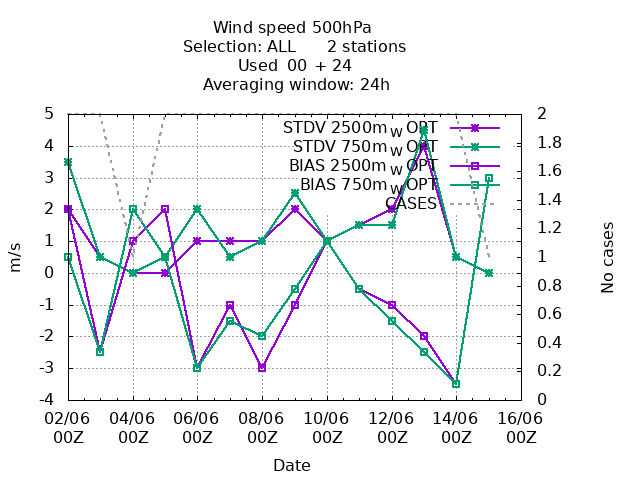 Wind speed 500hPa
Selection: ALL 2 stations
Used 00 + 24
Averaging window: 24h
STDV 2500m_W OPT
STDV 750m_W OPT
BIAS 2500m_W OPT
BIAS 750m_W OPT
CASES
5
4
3
2
1
0
-1
-2
-3
-4
m/s
2
1.8
1.6
1.4
1.2
1
0.8
0.6
0.4
0.2
0
No cases
02/06 04/06 06/06 08/06 10/06 12/06 14/06 16/06
00Z 00Z 00Z 00Z 00Z 00Z 00Z 00Z
Date